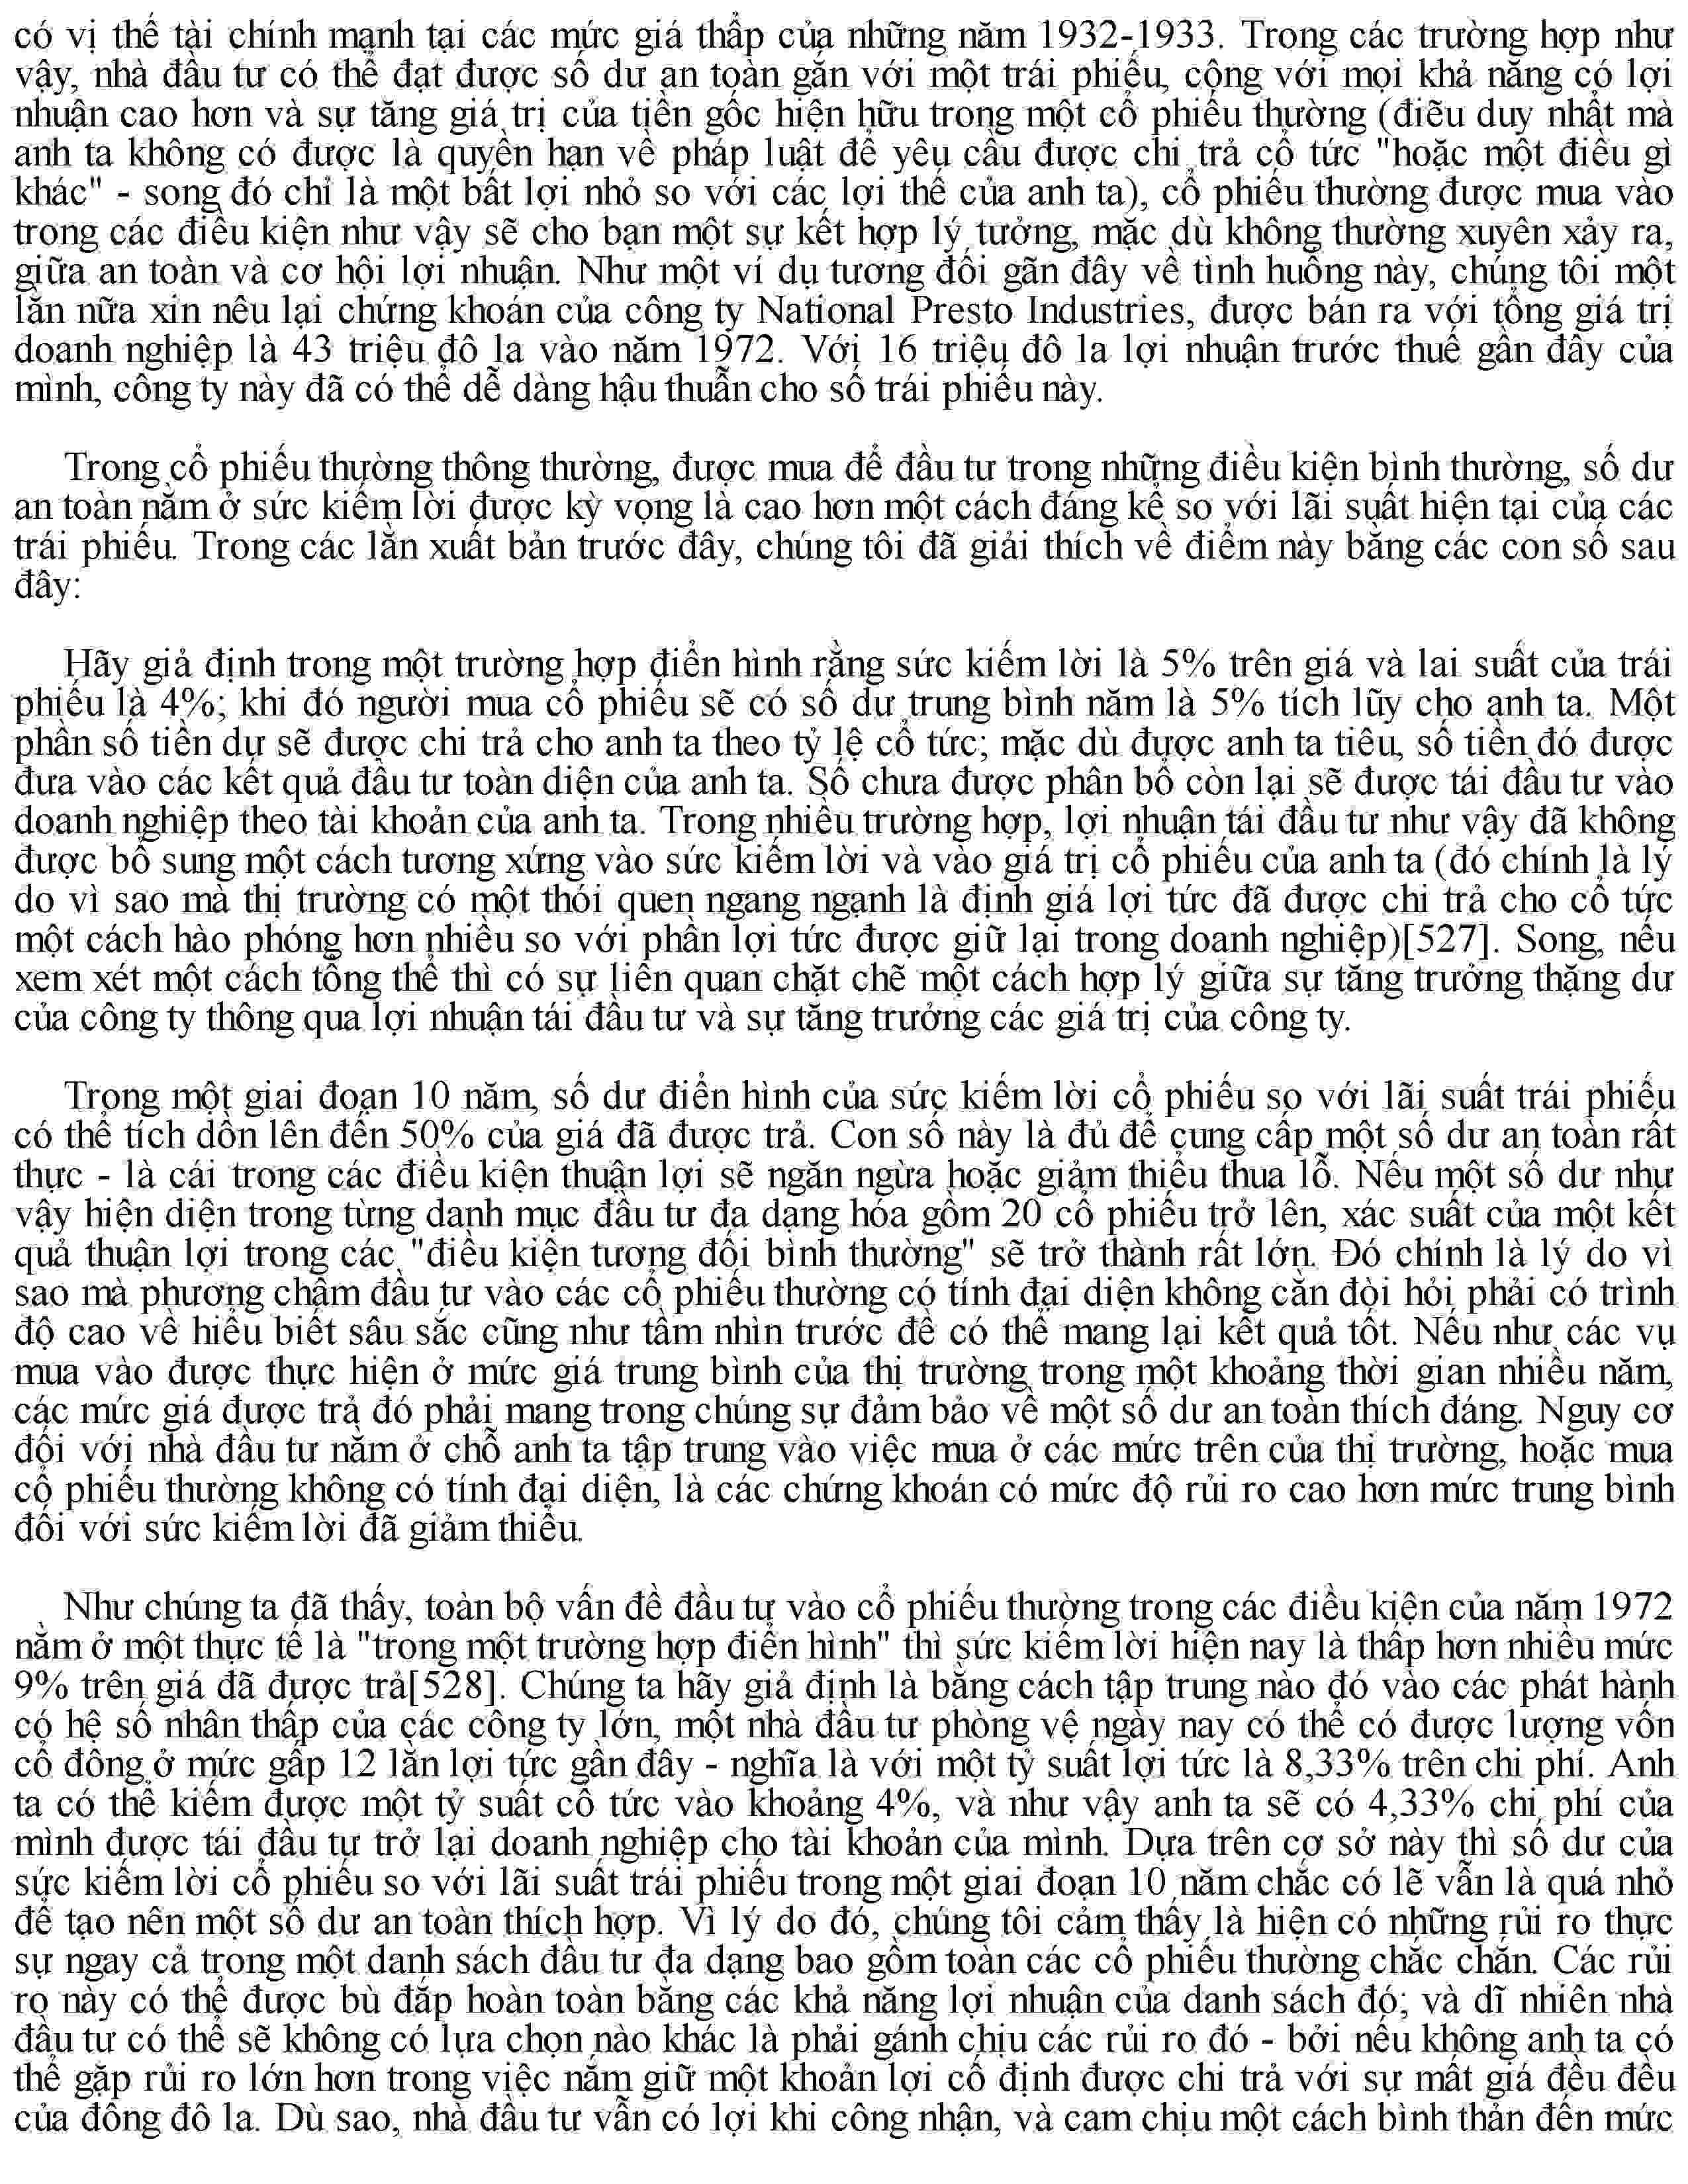 có vị thế tài chính mạnh tại các mức giá thấp của những năm 1932-1933. Trong các trường hợp như
vậy, nhà đầu tư có thể đạt được số dư an toàn gắn với một trái phiếu, cộng với mọi khả năng có lợi
nhuận cao hơn và sự tăng giá trị của tiền gốc hiện hữu trong một cổ phiếu thường (điều duy nhất mà
anh ta không có được là quyền hạn về pháp luật để yêu cầu được chi trả cổ tức "hoặc một điều gì
khác" - song đó chỉ là một bất lợi nhỏ so với các lợi thế của anh ta), cổ phiếu thường được mua vào
trong các điều kiện như vậy sẽ cho bạn một sự kết hợp lý tưởng, mặc dù không thường xuyên xảy ra,
giữa an toàn và cơ hội lợi nhuận. Như một ví dụ tương đối gần đây về tình huống này, chúng tôi một
lần nữa xin nêu lại chứng khoán của công ty National Presto Industries, được bán ra với tổng giá trị
doanh nghiệp là 43 triệu đô la vào năm 1972. Với 16 triệu đô la lợi nhuận trước thuế gần đây của
mình, công ty này đã có thể dễ dàng hậu thuẫn cho số trái phiếu này.
Trong cổ phiếu thường thông thường, được mua để đầu tư trong những điều kiện bình thường, số dư
an toàn nằm ở sức kiếm lời được kỳ vọng là cao hơn một cách đáng kể so với lãi suất hiện tại của các
trái phiếu. Trong các lần xuất bản trước đây, chúng tôi đã giải thích về điểm này bằng các con số sau
đây:
Hãy giả định trong một trường hợp điển hình rằng sức kiếm lời là 5% trên giá và lai suất của trái
phiếu là 4%; khi đó người mua cổ phiếu sẽ có số dư trung bình năm là 5% tích lũy cho anh ta. Một
phần số tiền dư sẽ được chi trả cho anh ta theo tỷ lệ cổ tức; mặc dù được anh ta tiêu, số tiền đó được
đưa vào các kết quả đầu tư toàn diện của anh ta. Số chưa được phân bổ còn lại sẽ được tái đầu tư vào
doanh nghiệp theo tài khoản của anh ta. Trong nhiều trường hợp, lợi nhuận tái đầu tư như vậy đã không
được bổ sung một cách tương xứng vào sức kiếm lời và vào giá trị cổ phiếu của anh ta (đó chính là lý
do vì sao mà thị trường có một thói quen ngang ngạnh là định giá lợi tức đã được chi trả cho cổ tức
một cách hào phóng hơn nhiều so với phần lợi tức được giữ lại trong doanh nghiệp)[527]. Song, nếu
xem xét một cách tổng thể thì có sự liên quan chặt chẽ một cách hợp lý giữa sự tăng trưởng thặng dư
của công ty thông qua lợi nhuận tái đầu tư và sự tăng trưởng các giá trị của công ty.
Trong một giai đoạn 10 năm, số dư điển hình của sức kiếm lời cổ phiếu so với lãi suất trái phiếu
có thể tích dồn lên đến 50% của giá đã được trả. Con số này là đủ để cung cấp một số dư an toàn rất
thực - là cái trong các điều kiện thuận lợi sẽ ngăn ngừa hoặc giảm thiểu thua lỗ. Nếu một số dư như
vậy hiện diện trong từng danh mục đầu tư đa dạng hóa gồm 20 cổ phiếu trở lên, xác suất của một kết
quả thuận lợi trong các "điều kiện tương đối bình thường" sẽ trở thành rất lớn. Đó chính là lý do vì
sao mà phương châm đầu tư vào các cổ phiếu thường có tính đại diện không cần đòi hỏi phải có trình
độ cao về hiểu biết sâu sắc cũng như tầm nhìn trước để có thể mang lại kết quả tốt. Nếu như các vụ
mua vào được thực hiện ở mức giá trung bình của thị trường trong một khoảng thời gian nhiều năm,
các mức giá được trả đó phải mang trong chúng sự đảm bảo về một số dư an toàn thích đáng. Nguy cơ
đối với nhà đầu tư nằm ở chỗ anh ta tập trung vào việc mua ở các mức trên của thị trường, hoặc mua
cổ phiếu thường không có tính đại diện, là các chứng khoán có mức độ rủi ro cao hơn mức trung bình
đối với sức kiếm lời đã giảm thiểu.
Như chúng ta đã thấy, toàn bộ vấn đề đầu tư vào cổ phiếu thường trong các điều kiện của năm 1972
nằm ở một thực tế là "trong một trường hợp điển hình" thì sức kiếm lời hiện nay là thấp hơn nhiều mức
9% trên giá đã được trả[528]. Chúng ta hãy giả định là bằng cách tập trung nào đó vào các phát hành
có hệ số nhân thấp của các công ty lớn, một nhà đầu tư phòng vệ ngày nay có thể có được lượng vốn
cổ đông ở mức gấp 12 lần lợi tức gần đây - nghĩa là với một tỷ suất lợi tức là 8,33% trên chi phí. Anh
ta có thể kiếm được một tỷ suất cổ tức vào khoảng 4%, và như vậy anh ta sẽ có 4,33% chi phí của
mình được tái đầu tư trở lại doanh nghiệp cho tài khoản của mình. Dựa trên cơ sở này thì số dư của
sức kiếm lời cổ phiếu so với lãi suất trái phiếu trong một giai đoạn 10 năm chắc có lẽ vẫn là quá nhỏ
để tạo nên một số dư an toàn thích hợp. Vì lý do đó, chúng tôi cảm thấy là hiện có những rủi ro thực
sự ngay cả trong một danh sách đầu tư đa dạng bao gồm toàn các cổ phiếu thường chắc chắn. Các rủi
ro này có thể được bù đắp hoàn toàn bằng các khả năng lợi nhuận của danh sách đó; và dĩ nhiên nhà
đầu tư có thể sẽ không có lựa chọn nào khác là phải gánh chịu các rủi ro đó - bởi nếu không anh ta có
thể gặp rủi ro lớn hơn trong việc nắm giữ một khoản lợi cố định được chi trả với sự mất giá đều đều
của đồng đô la. Dù sao, nhà đầu tư vẫn có lợi khi công nhận, và cam chịu một cách bình thản đến mức